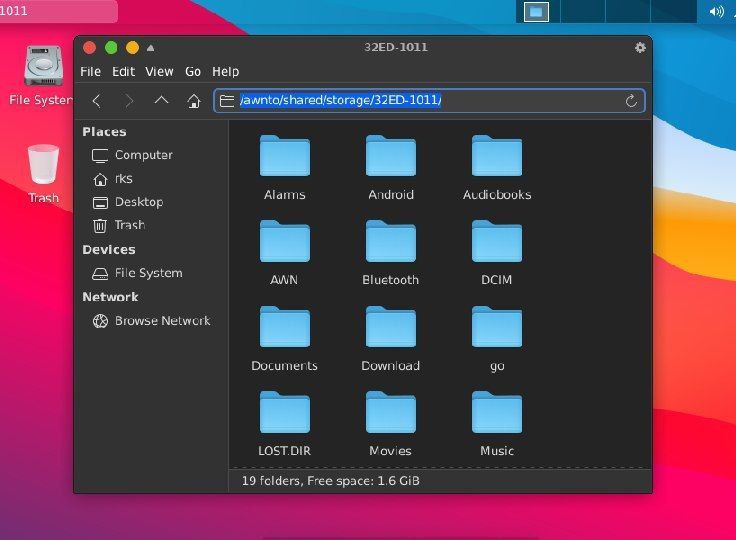 1011
32ED-1011
File Edit View Go Help
/awnto/shared/storage/32ED-1011/
File System
Trash
Places
Computer
rks
Desktop
Trash
Devices
File System
Network
Browse Network
Alarms Android Audiobooks
AWN Bluetooth DCIM
Documents Download go
LOST.DIR Movies Music
19 folders, Free space: 1.6 GiB